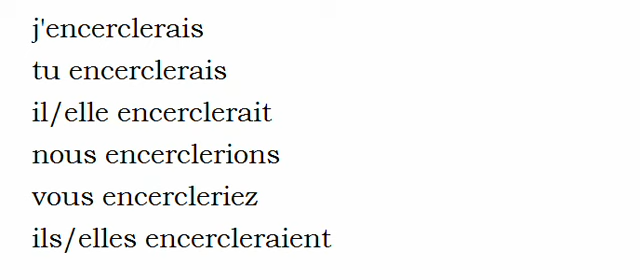 j'encerclerais
tu encerclerais
il/elle encerclerait
nous encerclerions
vous encercleriez
ils/elles encercleraient